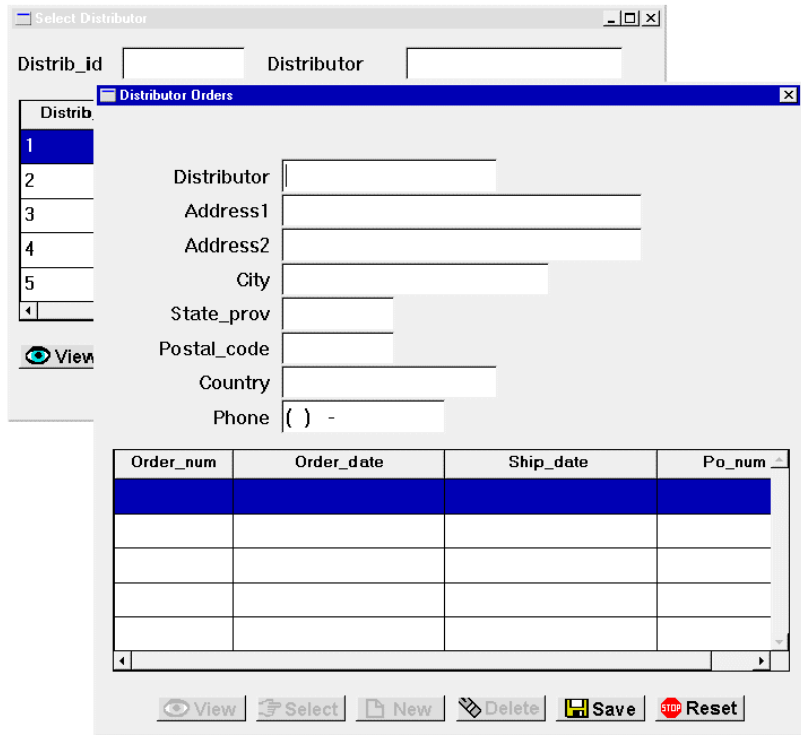 Select Distributor
Distrib_id Distributor
Distributor Orders
Distrib_
1
2
3
4
5
View
Distributor
Address1
Address2
City
State_prov
Postal_code
Country
Phone ( ) -
Order_num Order_date Ship_date Po_num
View Select New Delete Save STOP Reset